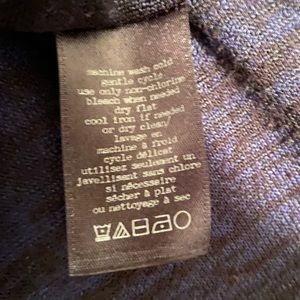 machine wash cold
gentle cycle
use only non-chlorine
bleach when needed
dry flat
cool iron if needed
or dry clean/
lavage en
machine à froid
cycle délicat
utilisez seulement un
javellisant sans chlore
si nécessaire
sécher à plat
ou nettoyage à sec